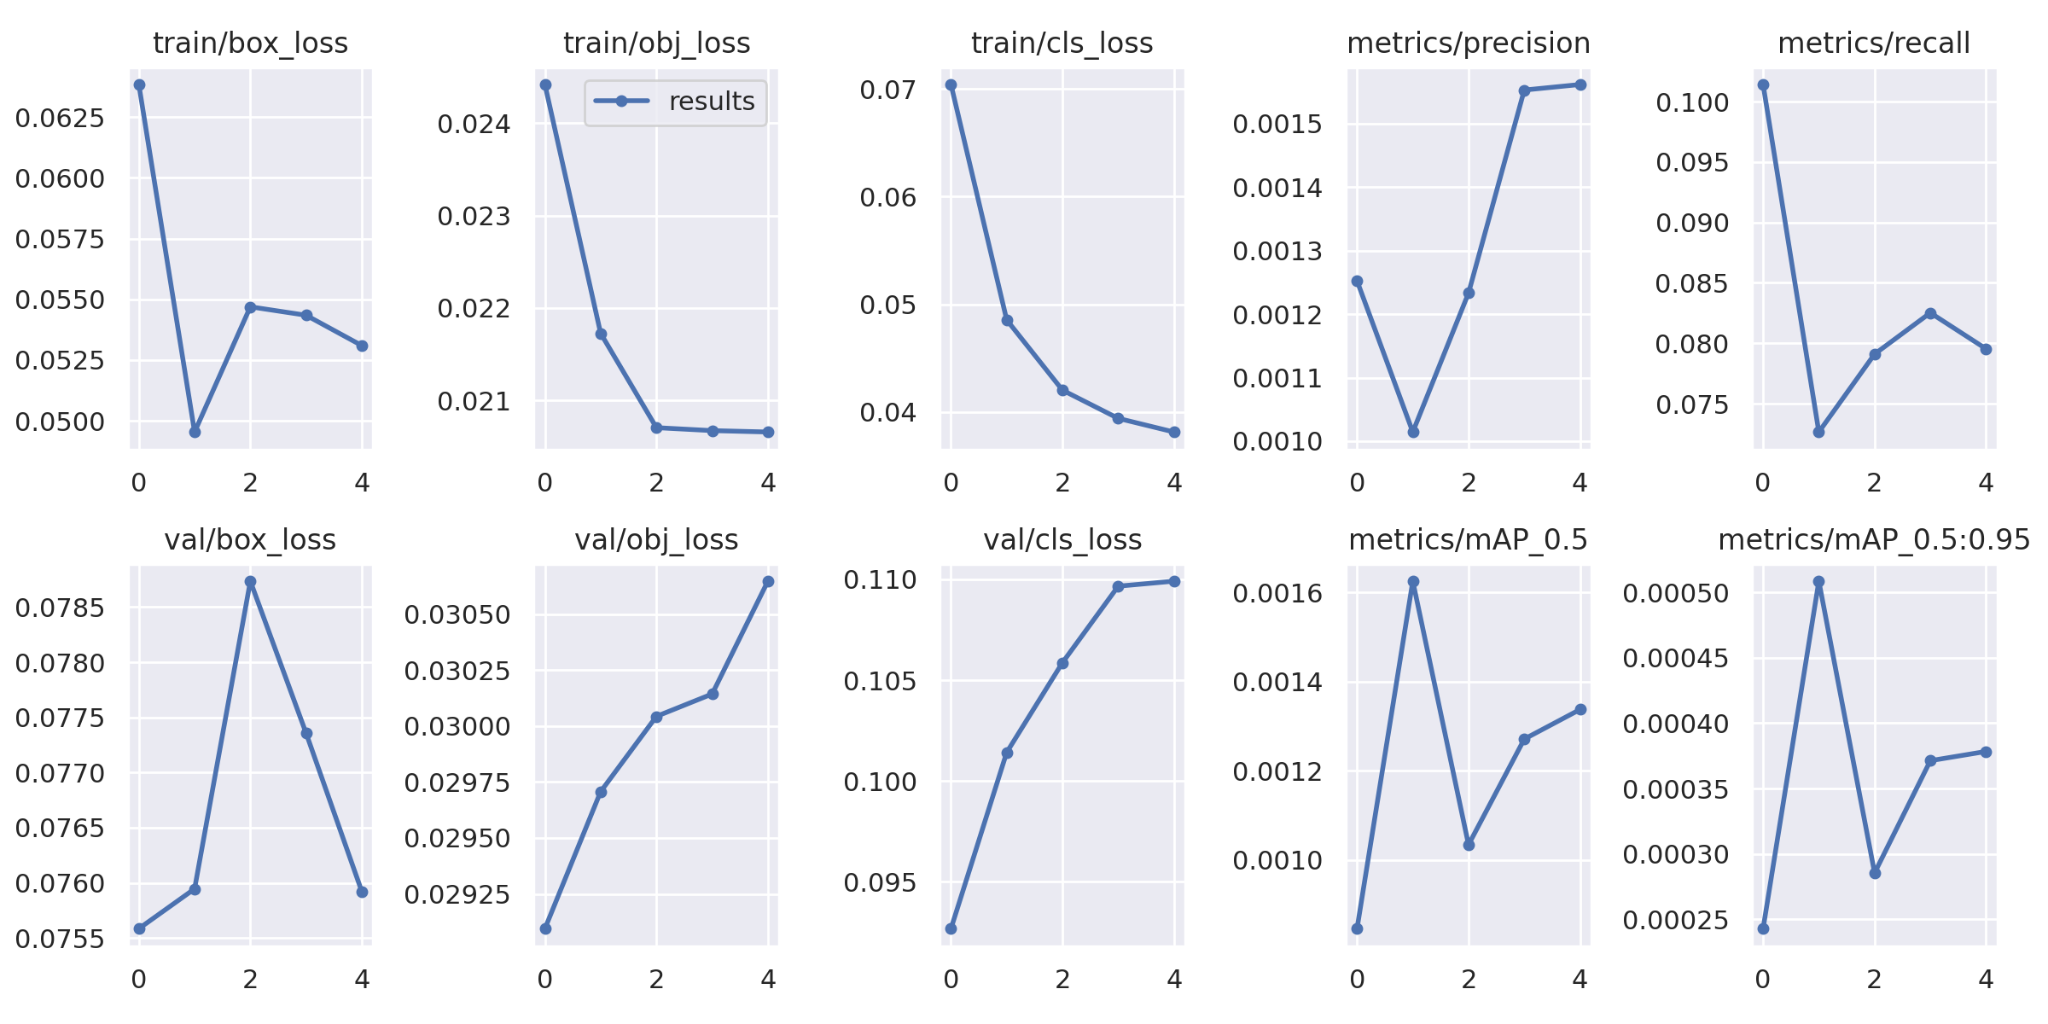 train/box_loss
0.0625
0.0600
0.0575
0.0550
0.0525
0.0500
0 2 4
train/obj_loss
results
0.024
0.023
0.022
0.021
0 2 4
train/cls_loss
0.07
0.06
0.05
0.04
0 2 4
metrics/precision
0.0015
0.0014
0.0013
0.0012
0.0011
0.0010
0 2 4
metrics/recall
0.100
0.095
0.090
0.085
0.080
0.075
0 2 4
val/box_loss
0.0785
0.0780
0.0775
0.0770
0.0765
0.0760
0.0755
0 2 4
val/obj_loss
0.03050
0.03025
0.03000
0.02975
0.02950
0.02925
0 2 4
val/cls_loss
0.110
0.105
0.100
0.095
0 2 4
metrics/mAP_0.5
0.0016
0.0014
0.0012
0.0010
0 2 4
metrics/mAP_0.5:0.95
0.00050
0.00045
0.00040
0.00035
0.00030
0.00025
0 2 4